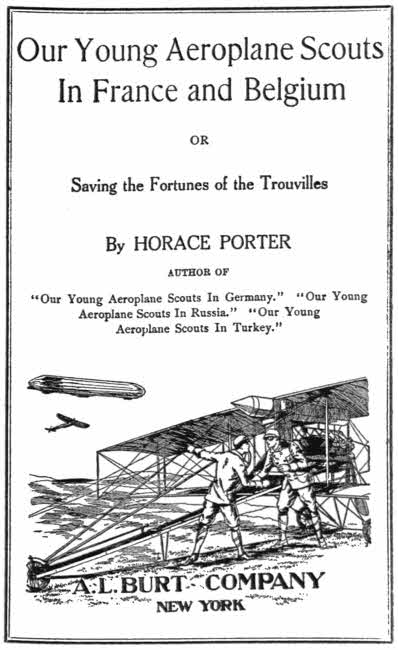 Our Young Aeroplane Scouts
In France and Belgium
OR
Saving the Fortunes of the Trouvilles
By HORACE PORTER
AUTHOR OF
"Our Young Aeroplane Scouts In Germany." "Our Young
Aeroplane Scouts In Russia." "Our Young
Aeroplane Scouts In Turkey."
A. L. BURT COMPANY
NEW YORK